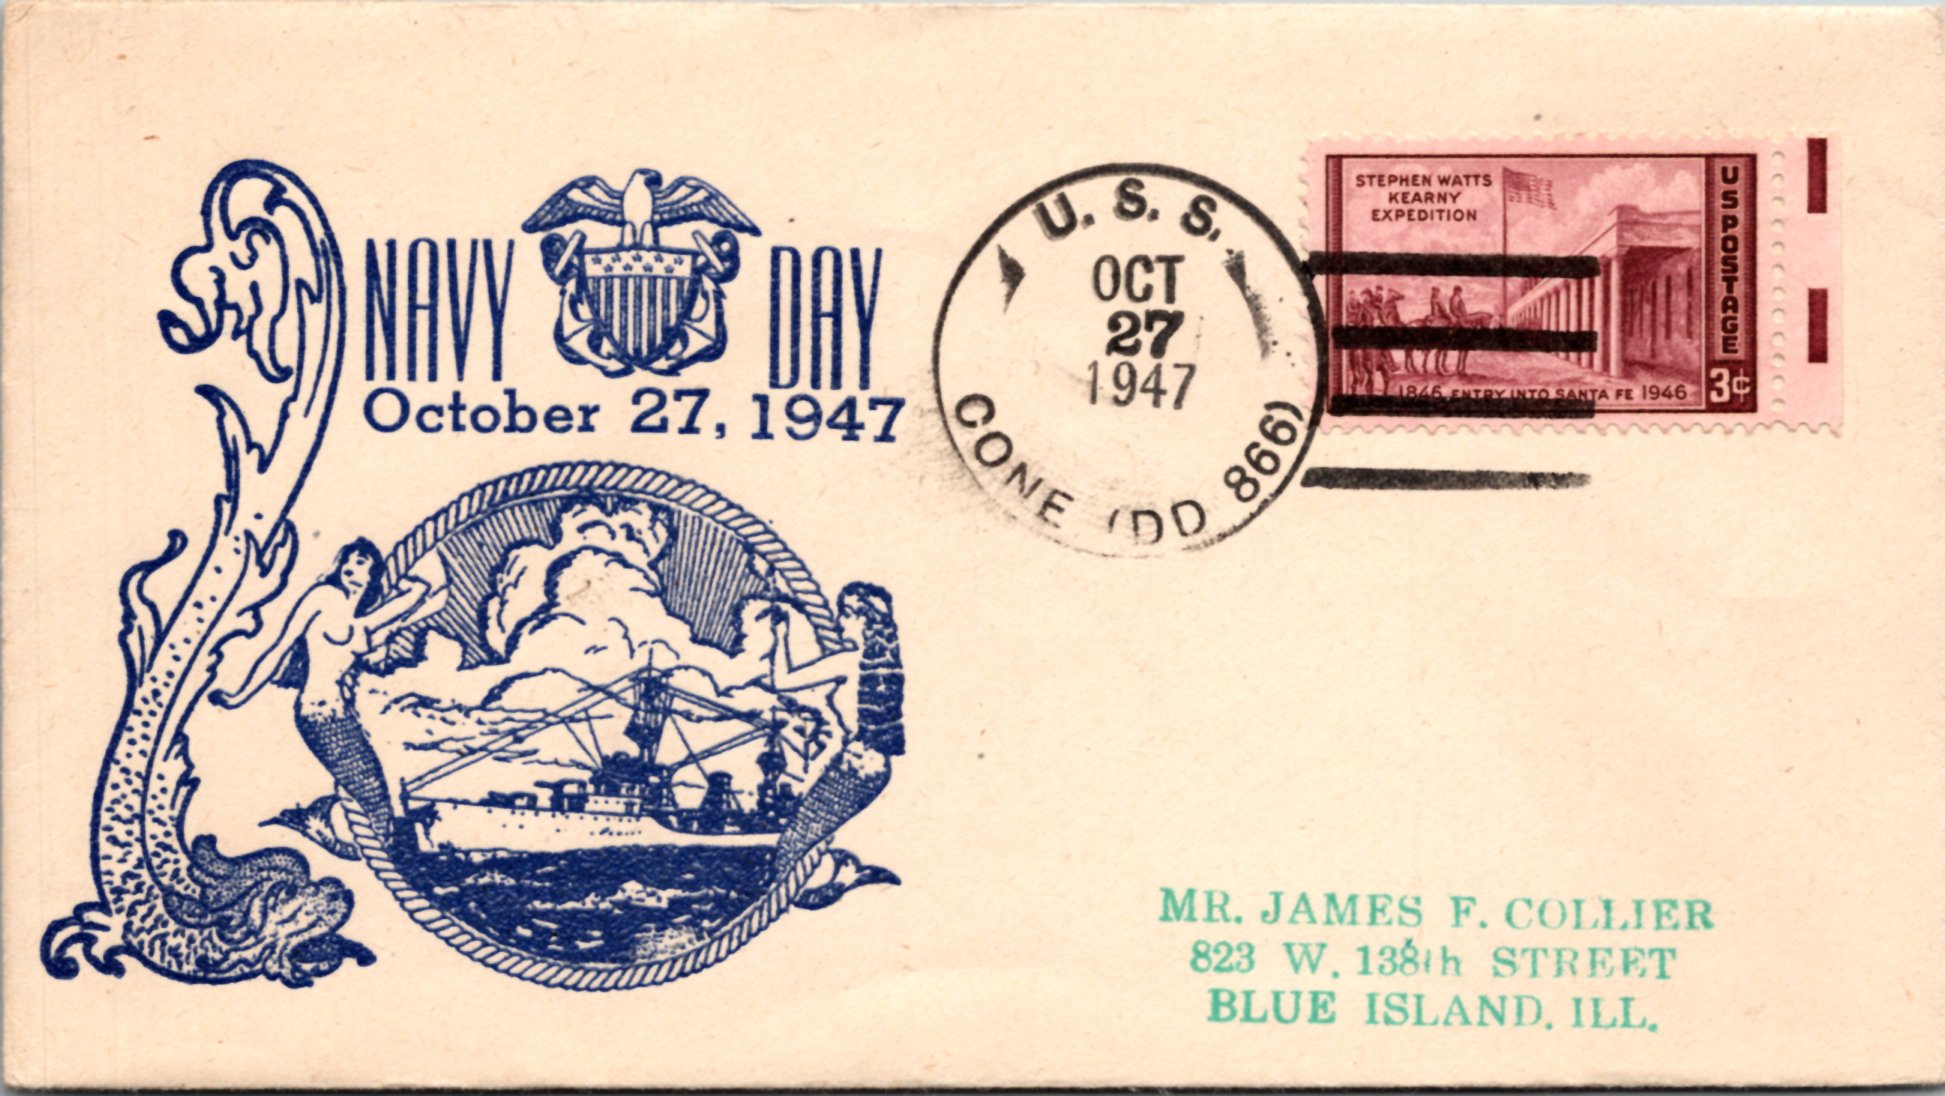 NAVY DAY
October 27, 1947
U. S. S.
OCT
27
1947
CONE (DD 866)
STEPHEN WATTS
KEARNY
EXPEDITION
US POSTAGE
1846 ENTRY INTO SANTA FE 1946
3¢
MR. JAMES F. COLLIER
823 W. 138th STREET
BLUE ISLAND, ILL.